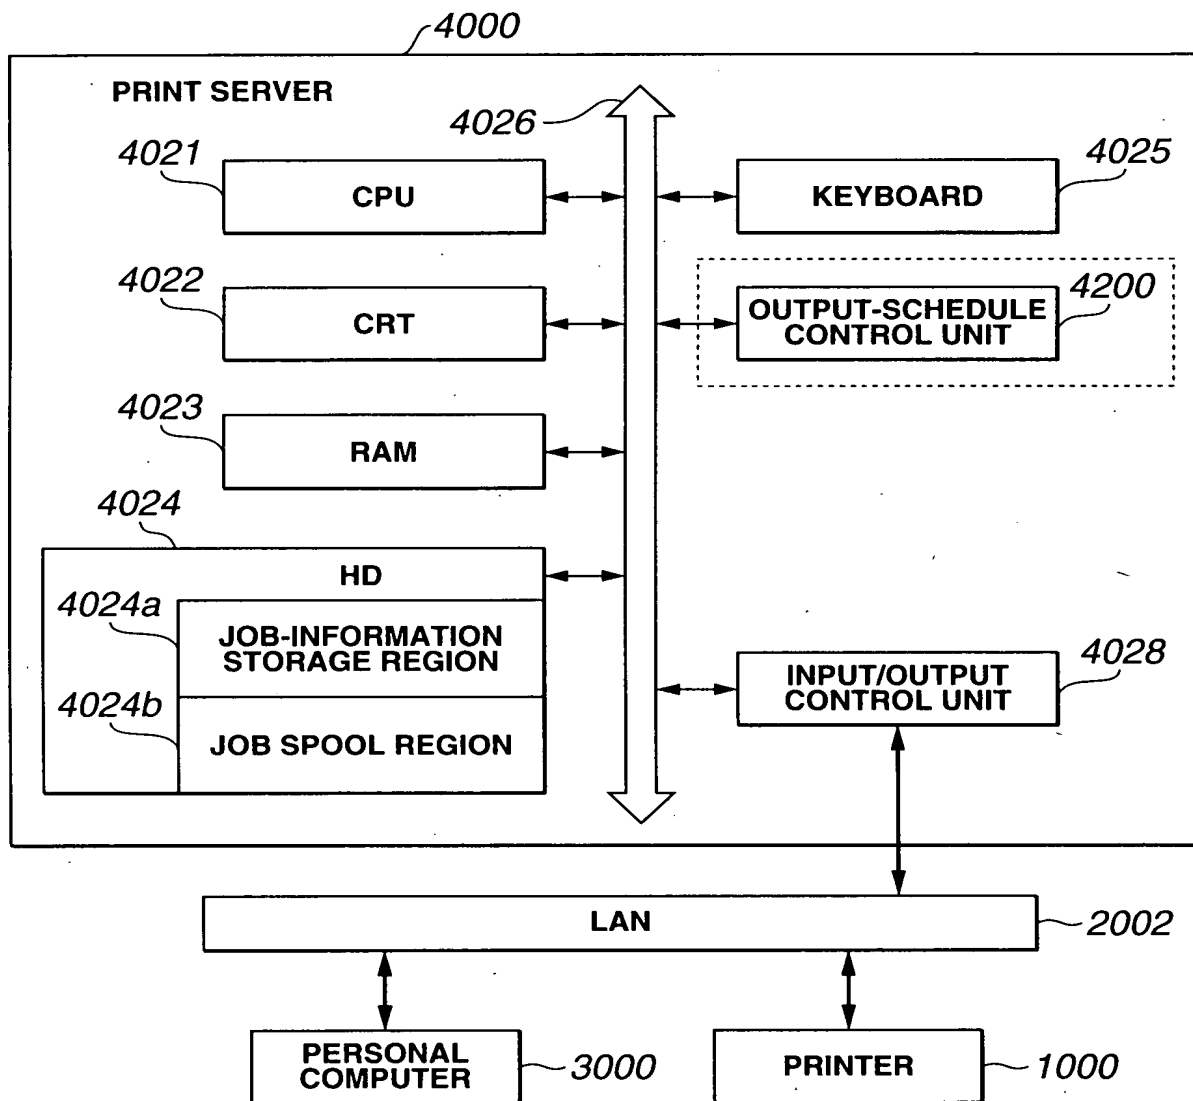 4000
PRINT SERVER
4026
4021
CPU
4025
KEYBOARD
4022
CRT
4200
OUTPUT-SCHEDULE
CONTROL UNIT
4023
RAM
4024
HD
4024a
JOB-INFORMATION
STORAGE REGION
4024b
JOB SPOOL REGION
INPUT/OUTPUT
CONTROL UNIT
4028
LAN
2002
PERSONAL
COMPUTER
3000
PRINTER
1000